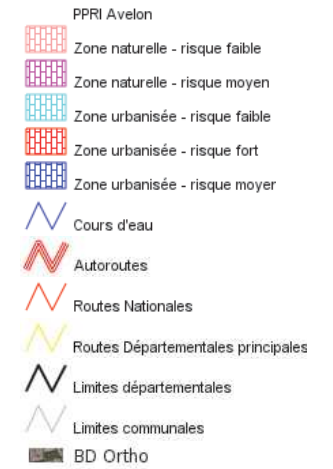 PPRI Avelon
Zone naturelle - risque faible
Zone naturelle - risque moyen
Zone urbanisée - risque faible
Zone urbanisée - risque fort
Zone urbanisée - risque moyer
Cours d'eau
Autoroutes
Routes Nationales
Routes Départementales principales
Limites départementales
Limites communales
BD Ortho